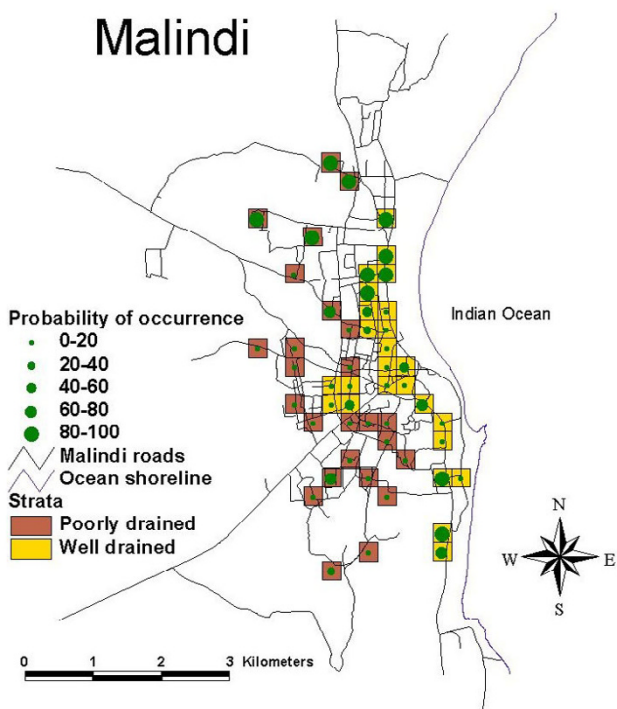 Malindi
Indian Ocean
Probability of occurrence
0-20
20-40
40-60
60-80
80-100
Malindi roads
Ocean shoreline
Strata
Poorly drained
Well drained
N
W E
S
0 1 2 3 Kilometers